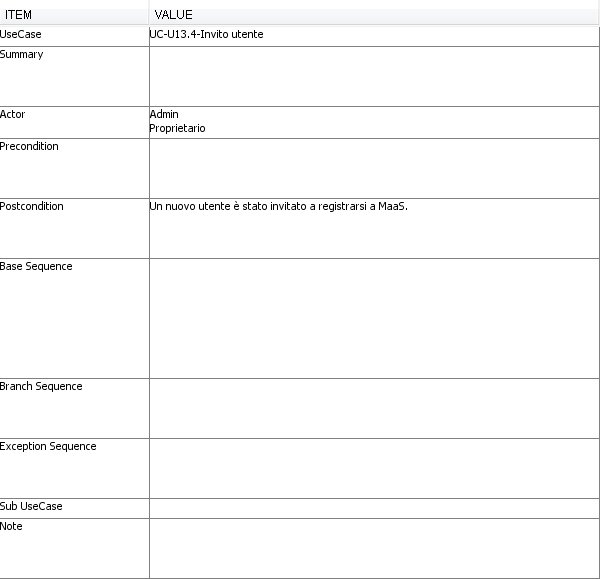 ITEM VALUE
UseCase UC-U13.4-Invito utente
Summary
Actor Admin
Proprietario
Precondition
Postcondition Un nuovo utente è stato invitato a registrarsi a MaaS.
Base Sequence
Branch Sequence
Exception Sequence
Sub UseCase
Note